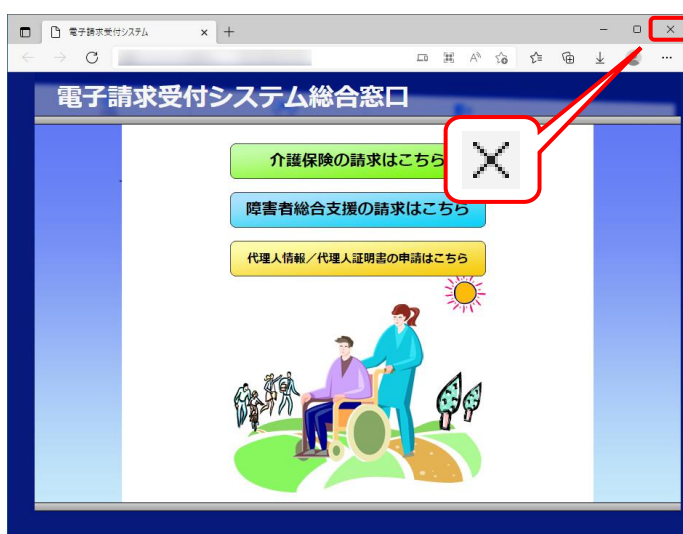 電子請求受付システム
電子請求受付システム総合窓口
介護保険の請求はこちら
障害者総合支援の請求はこちら
代理人情報／代理人証明書の申請はこちら